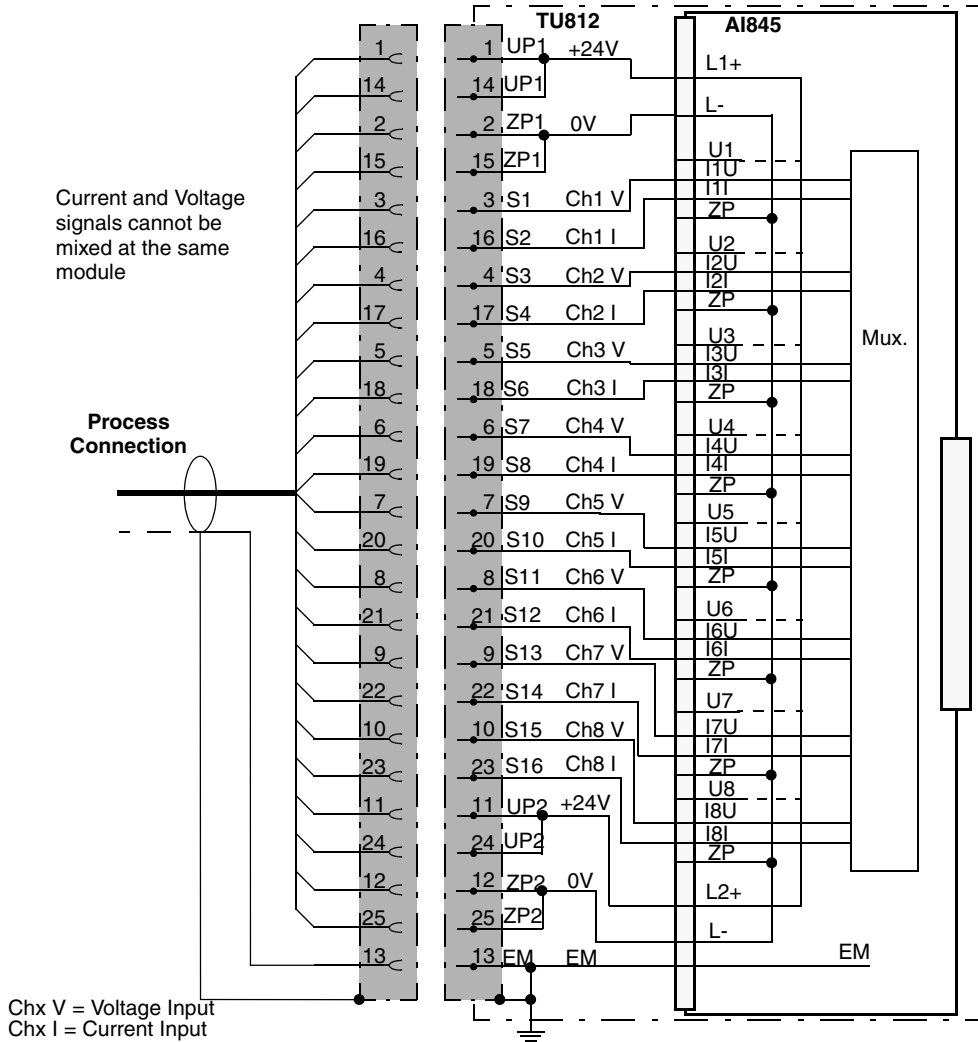 TU812
AI845
1 1 UP1 +24V L1+
14 14 UP1 L-
2 2 ZP1 0V
15 15 ZP1 U1
I1U
I1I
3 3 S1 Ch1 V ZP
16 16 S2 Ch1 I U2
I2U
4 4 S3 Ch2 V I2I
17 17 S4 Ch2 I ZP
U3
5 5 S5 Ch3 V I3U
I3I
18 18 S6 Ch3 I ZP
6 6 S7 Ch4 V U4
I4U
19 19 S8 Ch4 I I4I
ZP
7 7 S9 Ch5 V U5
20 20 S10 Ch5 I I5U
I5I
8 8 S11 Ch6 V ZP
21 21 S12 Ch6 I U6
I6U
I6I
9 9 S13 Ch7 V ZP
22 22 S14 Ch7 I U7
10 10 S15 Ch8 V I7U
I7I
23 23 S16 Ch8 I ZP
U8
11 11 UP2 +24V I8U
24 24 UP2 I8I
ZP
12 12 ZP2 0V L2+
25 25 ZP2 L-
13 13 EM EM EM
Mux.
Current and Voltage
signals cannot be
mixed at the same
module
Process
Connection
Chx V = Voltage Input
Chx I = Current Input